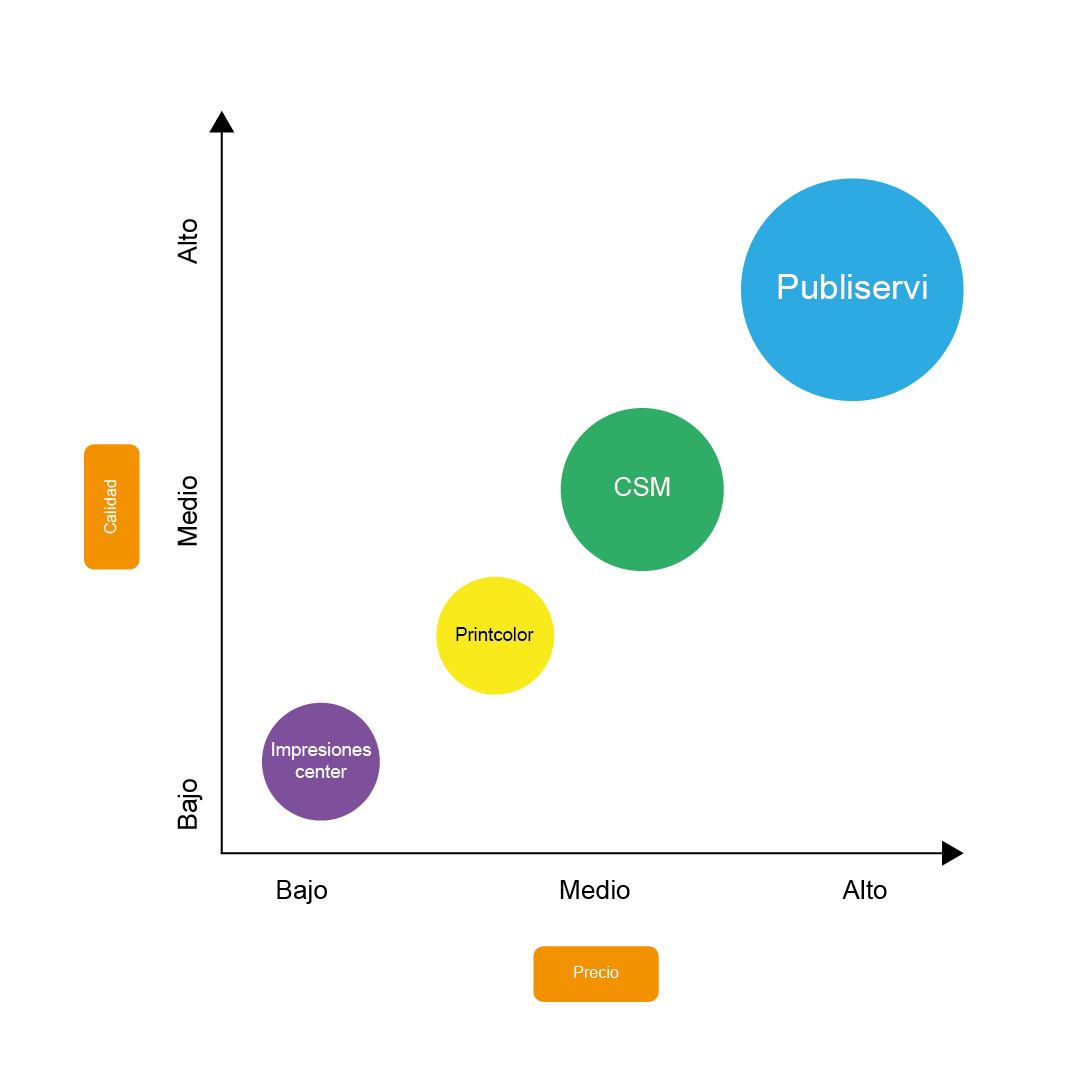 Alto
Publiservi
Calidad
Medio
CSM
Printcolor
Impresiones
center
Bajo
Bajo
Medio
Alto
Precio